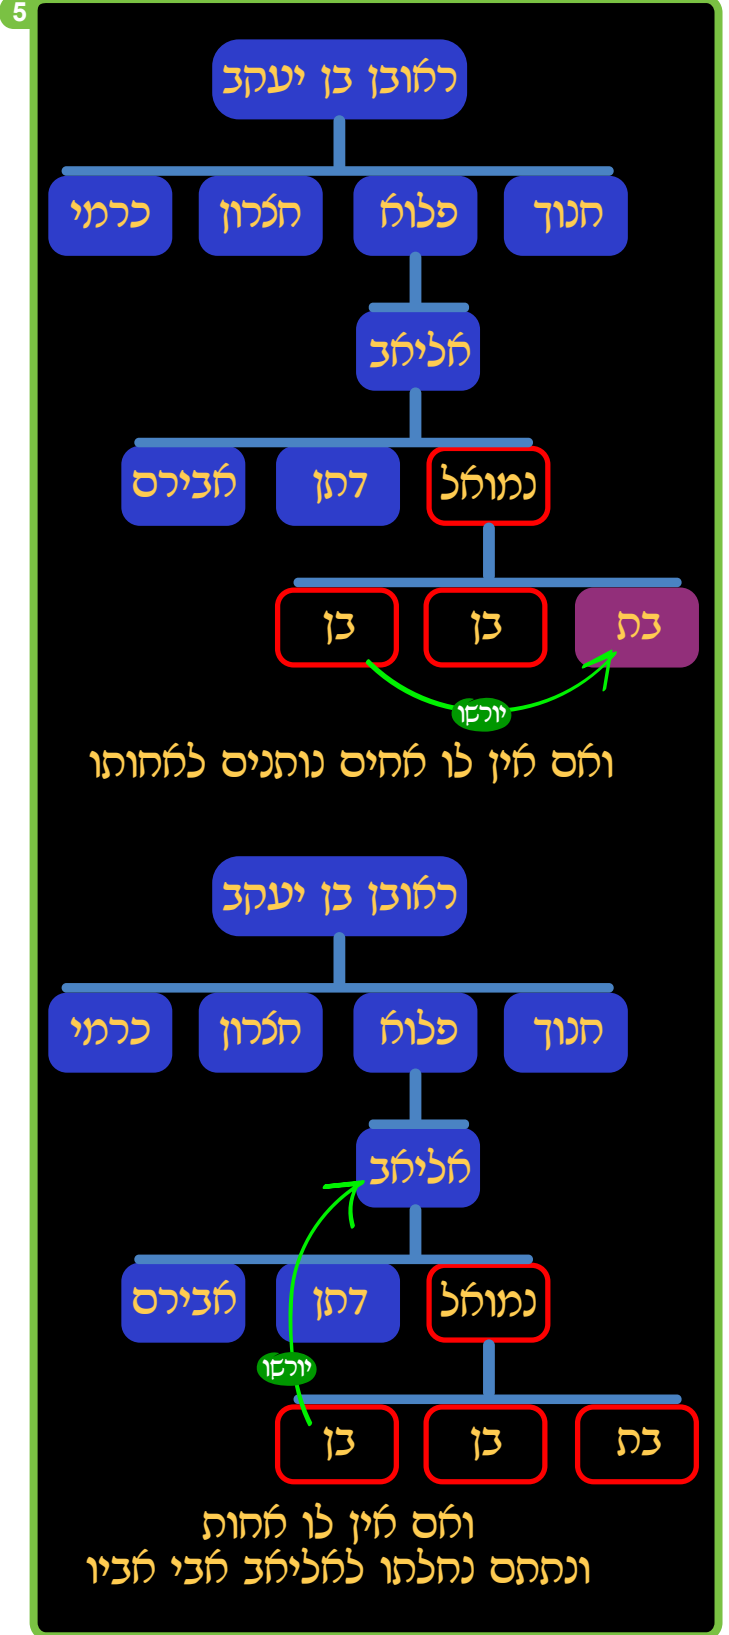 5
ראובן בן יעקב
חנוך פלוא חצרון כרמי
אליאב
נמואל דתן אבירם
בת בן בן
יורשו
ואם אין לו אחים נותנים לאחותו
ראובן בן יעקב
חנוך פלוא חצרון כרמי
אליאב
נמואל דתן אבירם
יורשו
בת בן בן
ואם אין לו אחות
ונתתם נחלתו לאליאב אבי אביו